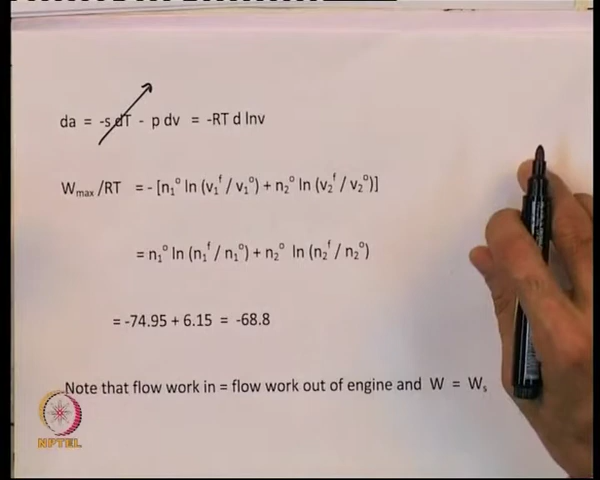 da = -s dT - p dv = -RT d lnv
Wmax /RT = - [n₁° ln (v₁ᶠ / v₁°) + n₂° ln (v₂ᶠ / v₂°)]
= n₁° ln (n₁ᶠ / n₁°) + n₂° ln (n₂ᶠ / n₂°)
= -74.95 + 6.15 = -68.8
Note that flow work in = flow work out of engine and W = Wₛ
NPTEL